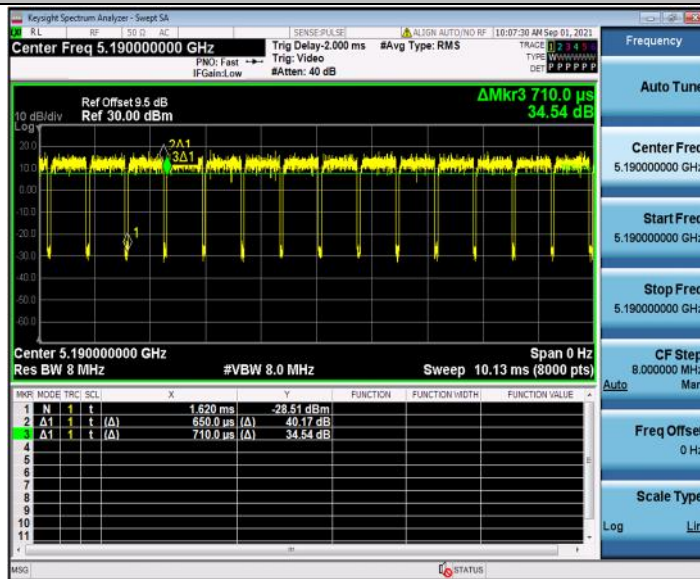 Keysight Spectrum Analyzer - Swept SA
RL RF 50 Ω AC SENSE:PULSE ALIGN AUTO/NO RF 10:07:30 AM Sep 01, 2021
Center Freq 5.190000000 GHz Trig Delay-2.000 ms #Avg Type: RMS TRACE 1 2 3 4 5 6
PNO: Fast Trig: Video TYPE
IFGain:Low #Atten: 40 dB DET P P P P P P
Ref Offset 9.5 dB ΔMkr3 710.0 µs
10 dB/div Ref 30.00 dBm 34.54 dB
Log
20.0
10.0
0.00
-10.0
-20.0
-30.0
-40.0
-50.0
-60.0
2Δ1
3Δ1
1
Center 5.190000000 GHz Span 0 Hz
Res BW 8 MHz #VBW 8.0 MHz Sweep 10.13 ms (8000 pts)
MKR MODE TRC SCL X Y FUNCTION FUNCTION WIDTH FUNCTION VALUE
1 N 1 t 1.620 ms -28.51 dBm
2 Δ1 1 t (Δ) 650.0 µs (Δ) 40.17 dB
3 Δ1 1 t (Δ) 710.0 µs (Δ) 34.54 dB
4
5
6
7
8
9
10
11
MSG STATUS
Frequency
Auto Tune
Center Freq
5.190000000 GHz
Start Freq
5.190000000 GHz
Stop Freq
5.190000000 GHz
CF Step
8.000000 MHz
Auto Man
Freq Offset
0 Hz
Scale Type
Log Lin